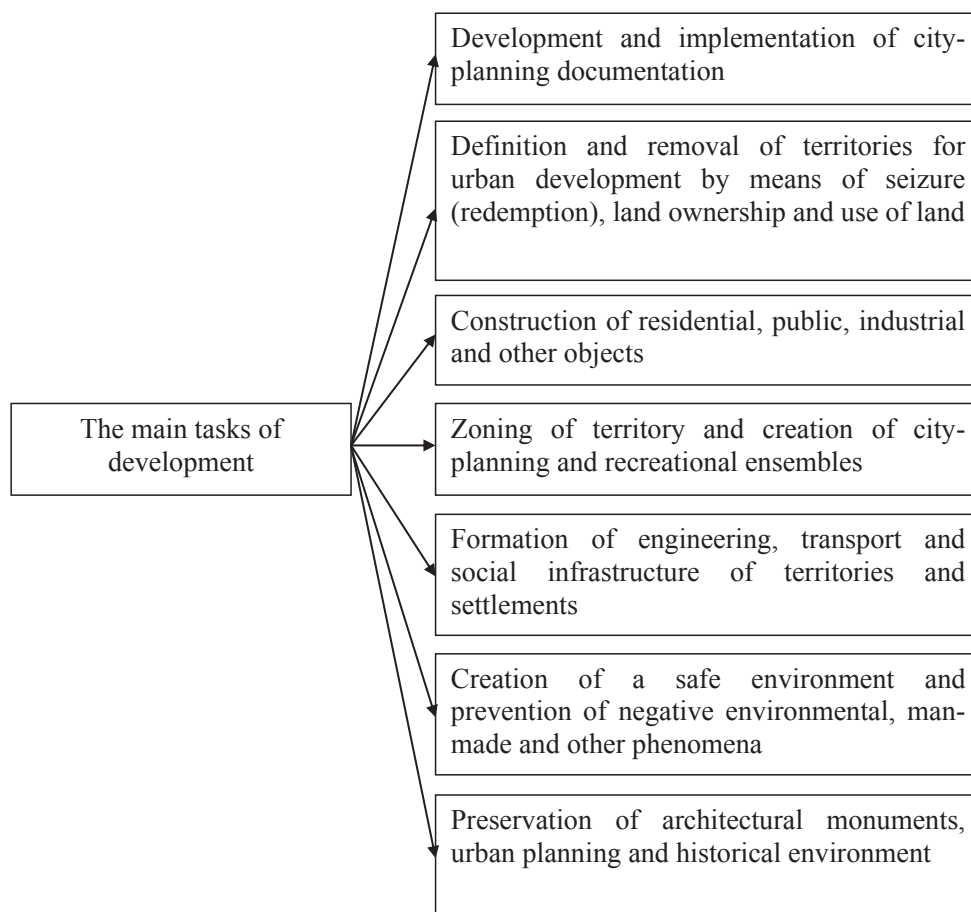 Development and implementation of city-
planning documentation
Definition and removal of territories for
urban development by means of seizure
(redemption), land ownership and use of land
Construction of residential, public, industrial
and other objects
The main tasks of
development
Zoning of territory and creation of city-
planning and recreational ensembles
Formation of engineering, transport and
social infrastructure of territories and
settlements
Creation of a safe environment and
prevention of negative environmental, man-
made and other phenomena
Preservation of architectural monuments,
urban planning and historical environment